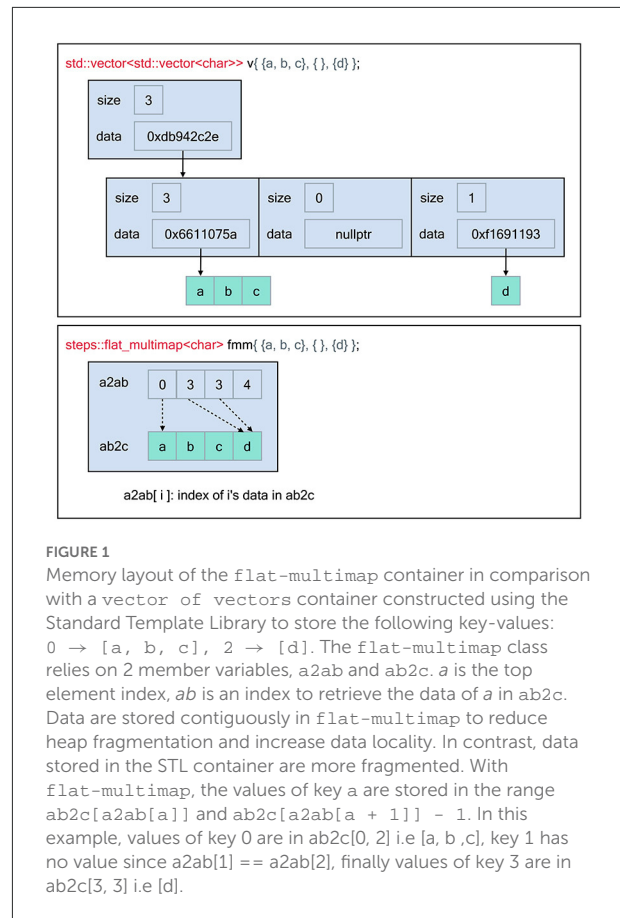 std::vector<std::vector<char>> v{ {a, b, c}, { }, {d} };
size 3
data 0xdb942c2e
size 3 size 0 size 1
data 0x6611075a data nullptr data 0xf1691193
a b c d
steps::flat_multimap<char> fmm{ {a, b, c}, { }, {d} };
a2ab 0 3 3 4
ab2c a b c d
a2ab[ i ]: index of i's data in ab2c
FIGURE 1
Memory layout of the flat-multimap container in comparison
with a vector of vectors container constructed using the
Standard Template Library to store the following key-values:
0 → [a, b, c], 2 → [d]. The flat-multimap class
relies on 2 member variables, a2ab and ab2c. a is the top
element index, ab is an index to retrieve the data of a in ab2c.
Data are stored contiguously in flat-multimap to reduce
heap fragmentation and increase data locality. In contrast, data
stored in the STL container are more fragmented. With
flat-multimap, the values of key a are stored in the range
ab2c[a2ab[a]] and ab2c[a2ab[a + 1]] - 1. In this
example, values of key 0 are in ab2c[0, 2] i.e [a, b ,c], key 1 has
no value since a2ab[1] == a2ab[2], finally values of key 3 are in
ab2c[3, 3] i.e [d].